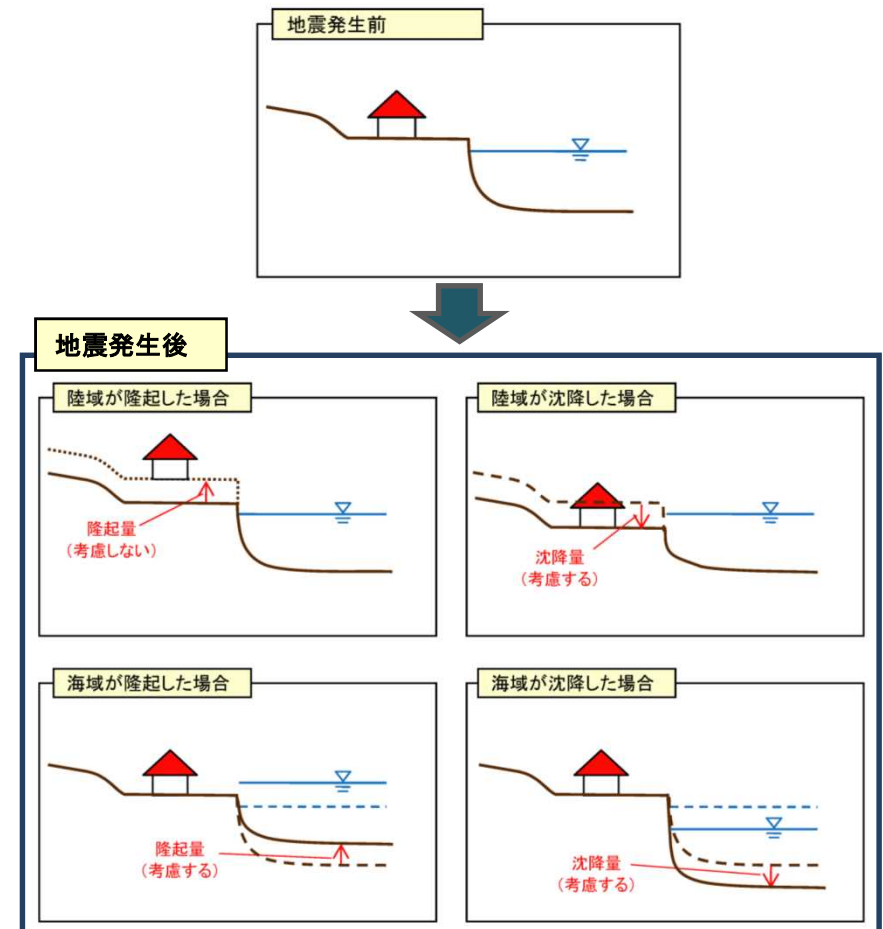 地震発生前
地震発生後
陸域が隆起した場合
隆起量
（考慮しない）
陸域が沈降した場合
沈降量
（考慮する）
海域が隆起した場合
隆起量
（考慮する）
海域が沈降した場合
沈降量
（考慮する）